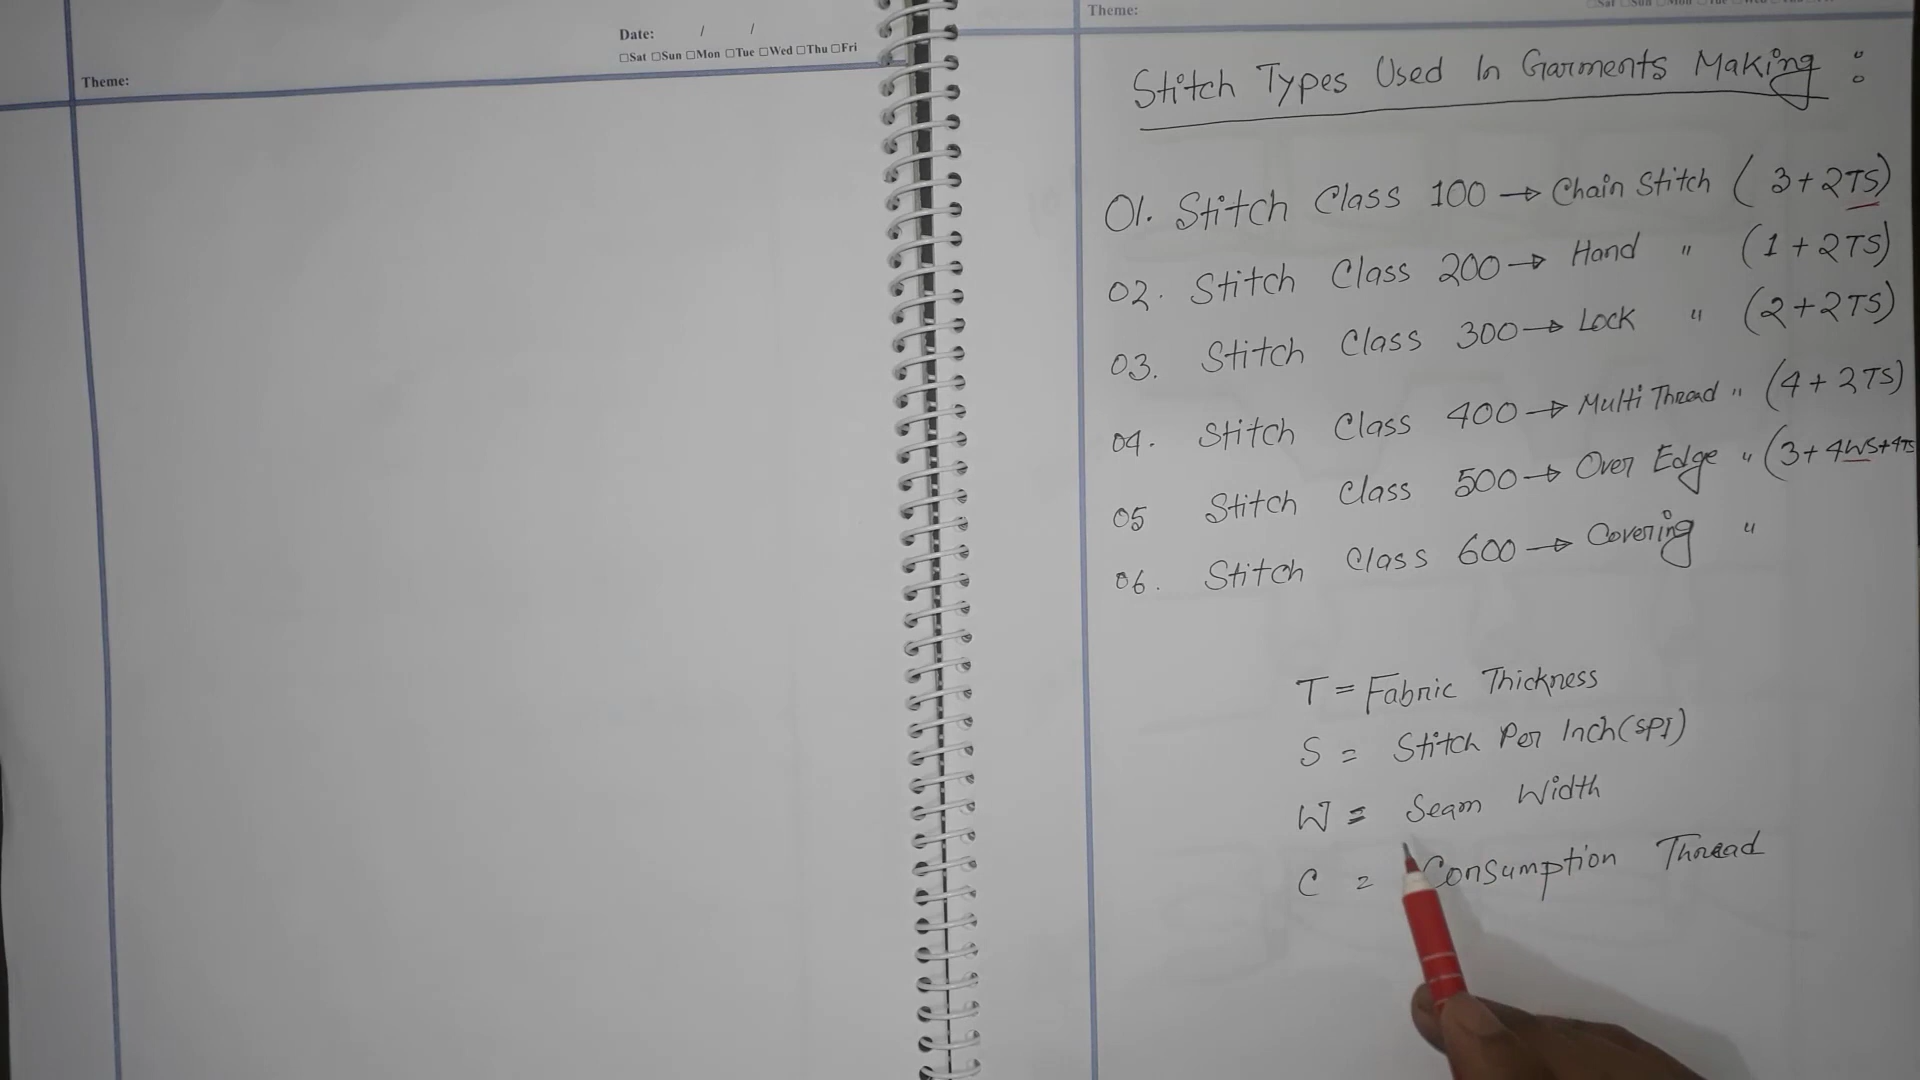 Date: / /
□Sat □Sun □Mon □Tue □Wed □Thu □Fri
Theme:
Theme:
Stitch Types Used In Garments Making :
01. Stitch Class 100 → Chain Stitch ( 3+2TS)
02. Stitch Class 200 → Hand " (1+2TS)
03. Stitch Class 300 → Lock " (2+2TS)
04. Stitch Class 400 → Multi Thread " (4+2TS)
05 Stitch Class 500 → Over Edge " (3+4WS+4TS
06. Stitch Class 600 → Covering "
T = Fabric Thickness
S = Stitch Per Inch(SPI)
W = Seam Width
C = Consumption Thread